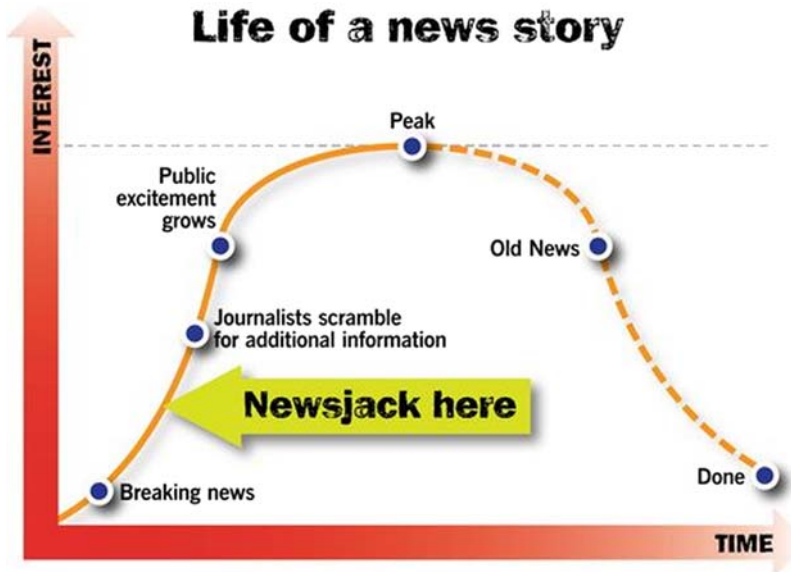 Life of a news story
INTEREST
Peak
Public
excitement
grows
Old News
Journalists scramble
for additional information
Newsjack here
Breaking news
Done
TIME